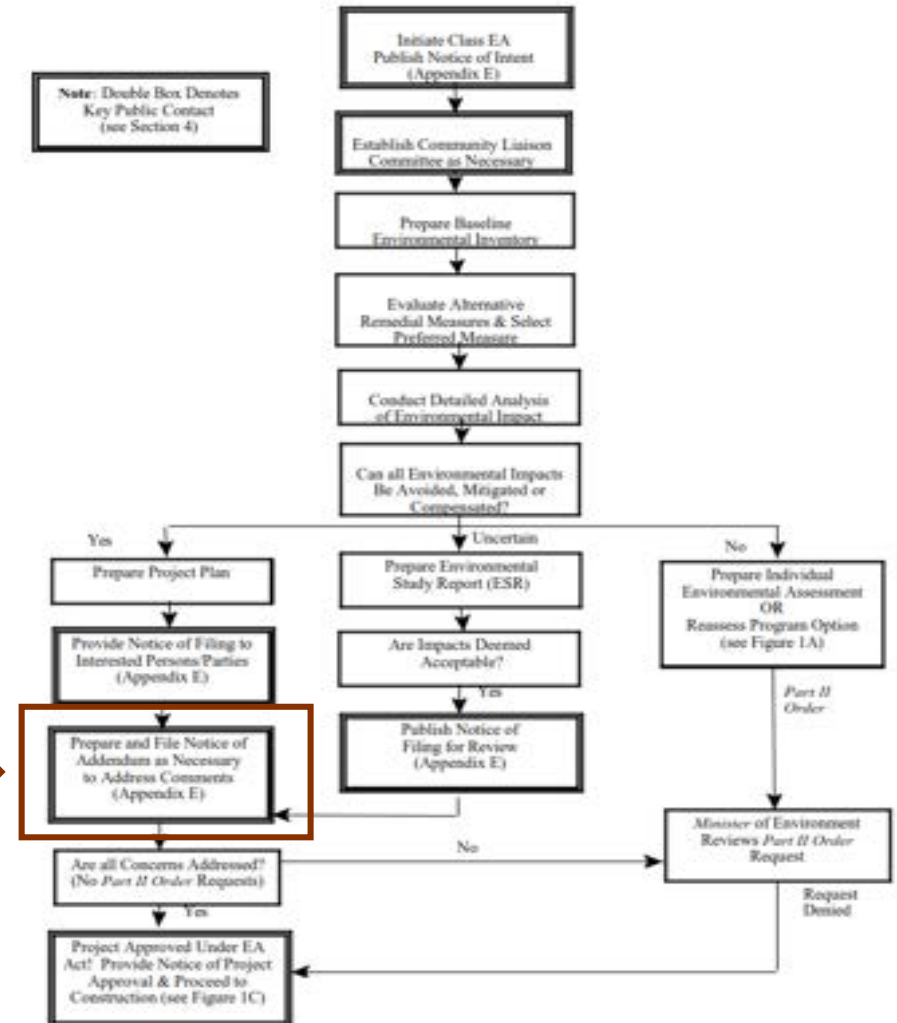 Initiate Class EA
Publish Notice of Intent
(Appendix E)
Note: Double Box Denotes
Key Public Contact
(see Section 4)
Establish Community Liaison
Committee as Necessary
Prepare Baseline
Environmental Inventory
Evaluate Alternative
Remedial Measures & Select
Preferred Measure
Conduct Detailed Analysis
of Environmental Impact
Can all Environmental Impacts
Be Avoided, Mitigated or
Compensated?
Yes
Uncertain
No
Prepare Project Plan
Prepare Environmental
Study Report (ESR)
Prepare Individual
Environmental Assessment
OR
Reassess Program Option
(see Figure 1A)
Provide Notice of Filing to
Interested Persons/Parties
(Appendix E)
Are Impacts Deemed
Acceptable?
Yes
Part II
Order
Prepare and File Notice of
Addendum as Necessary
to Address Comments
(Appendix E)
Publish Notice of
Filing for Review
(Appendix E)
Minister of Environment
Reviews Part II Order
Request
No
Are all Concerns Addressed?
(No Part II Order Requests)
Yes
Request
Denied
Project Approved Under EA
Act! Provide Notice of Project
Approval & Proceed to
Construction (see Figure 1C)